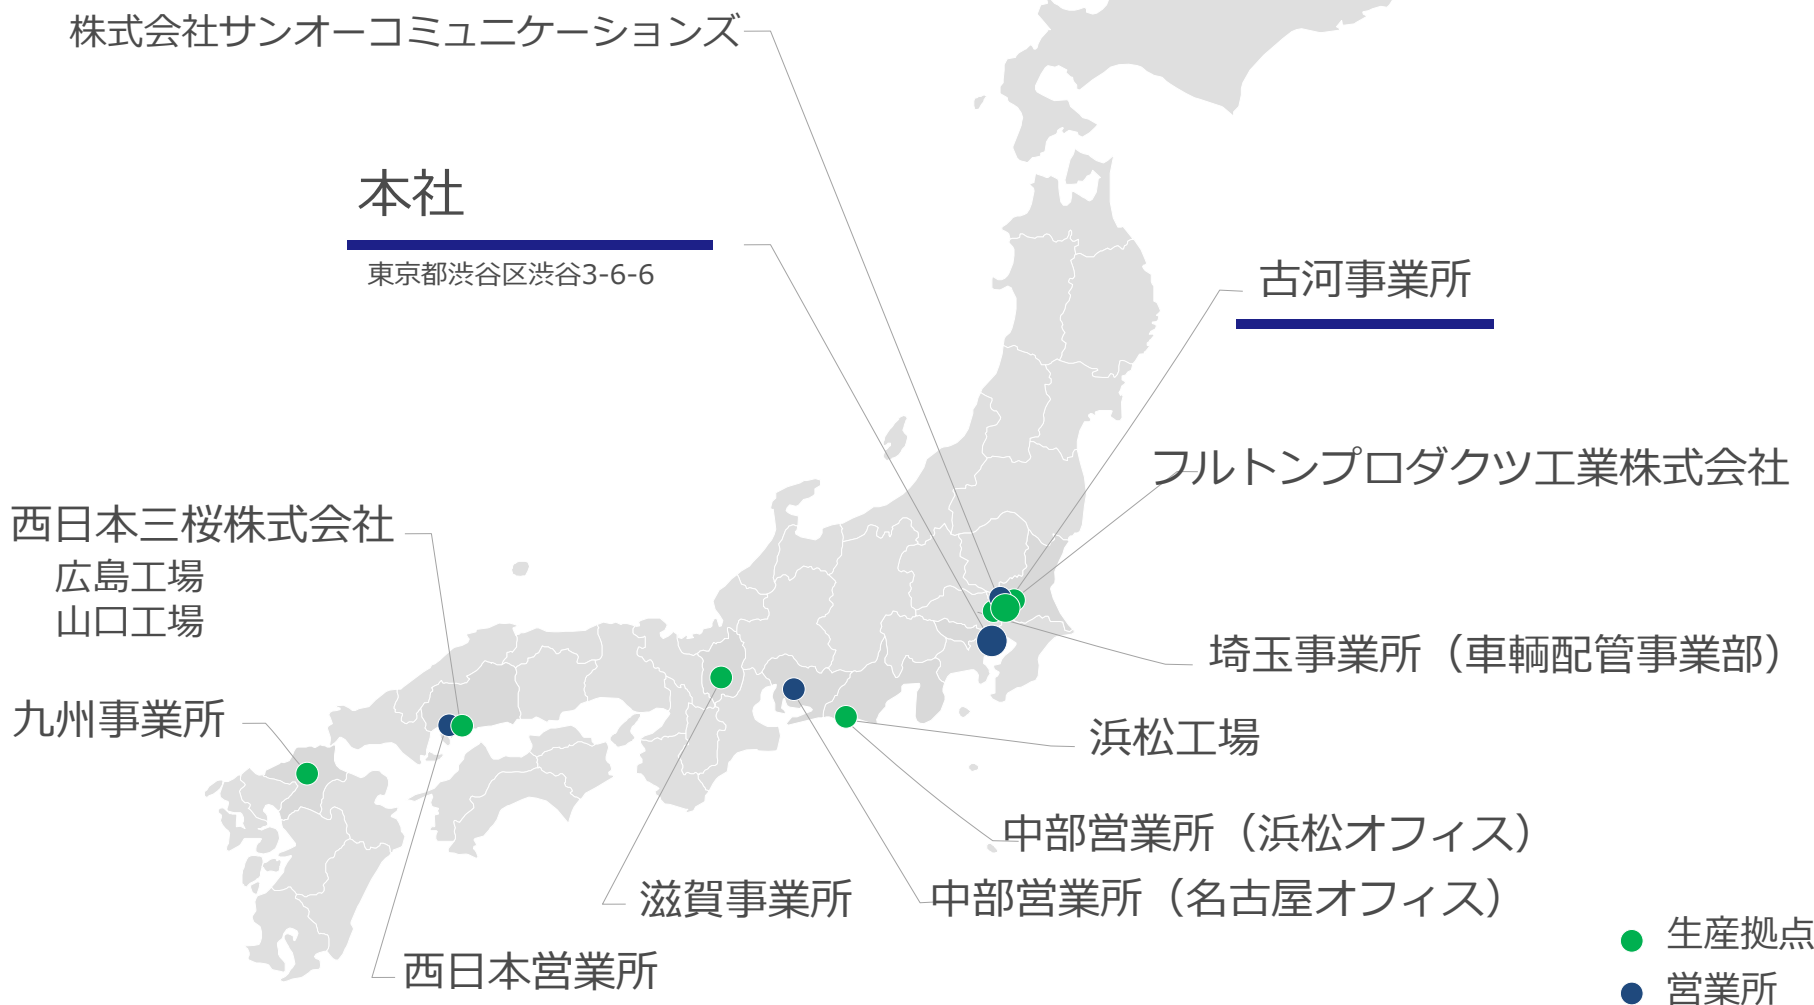 株式会社サンオーコミュニケーションズ
本社
東京都渋谷区渋谷3-6-6
古河事業所
フルトンプロダクツ工業株式会社
西日本三桜株式会社
広島工場
山口工場
埼玉事業所（車輌配管事業部）
九州事業所
浜松工場
中部営業所（浜松オフィス）
滋賀事業所
中部営業所（名古屋オフィス）
西日本営業所
生産拠点
営業所